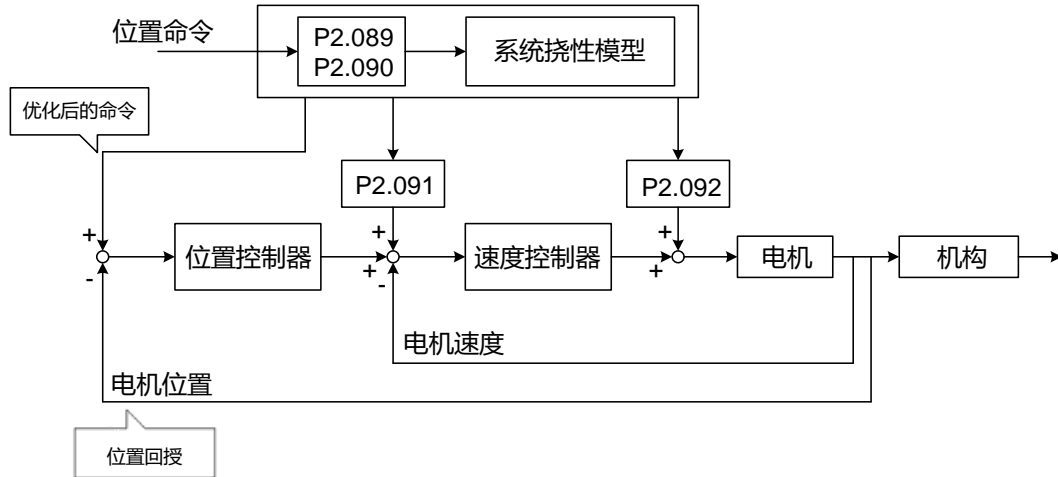 位置命令
P2.089
P2.090
系统挠性模型
优化后的命令
P2.091
P2.092
+
+
+
位置控制器
速度控制器
电机
机构
-
+
-
+
电机速度
电机位置
位置回授